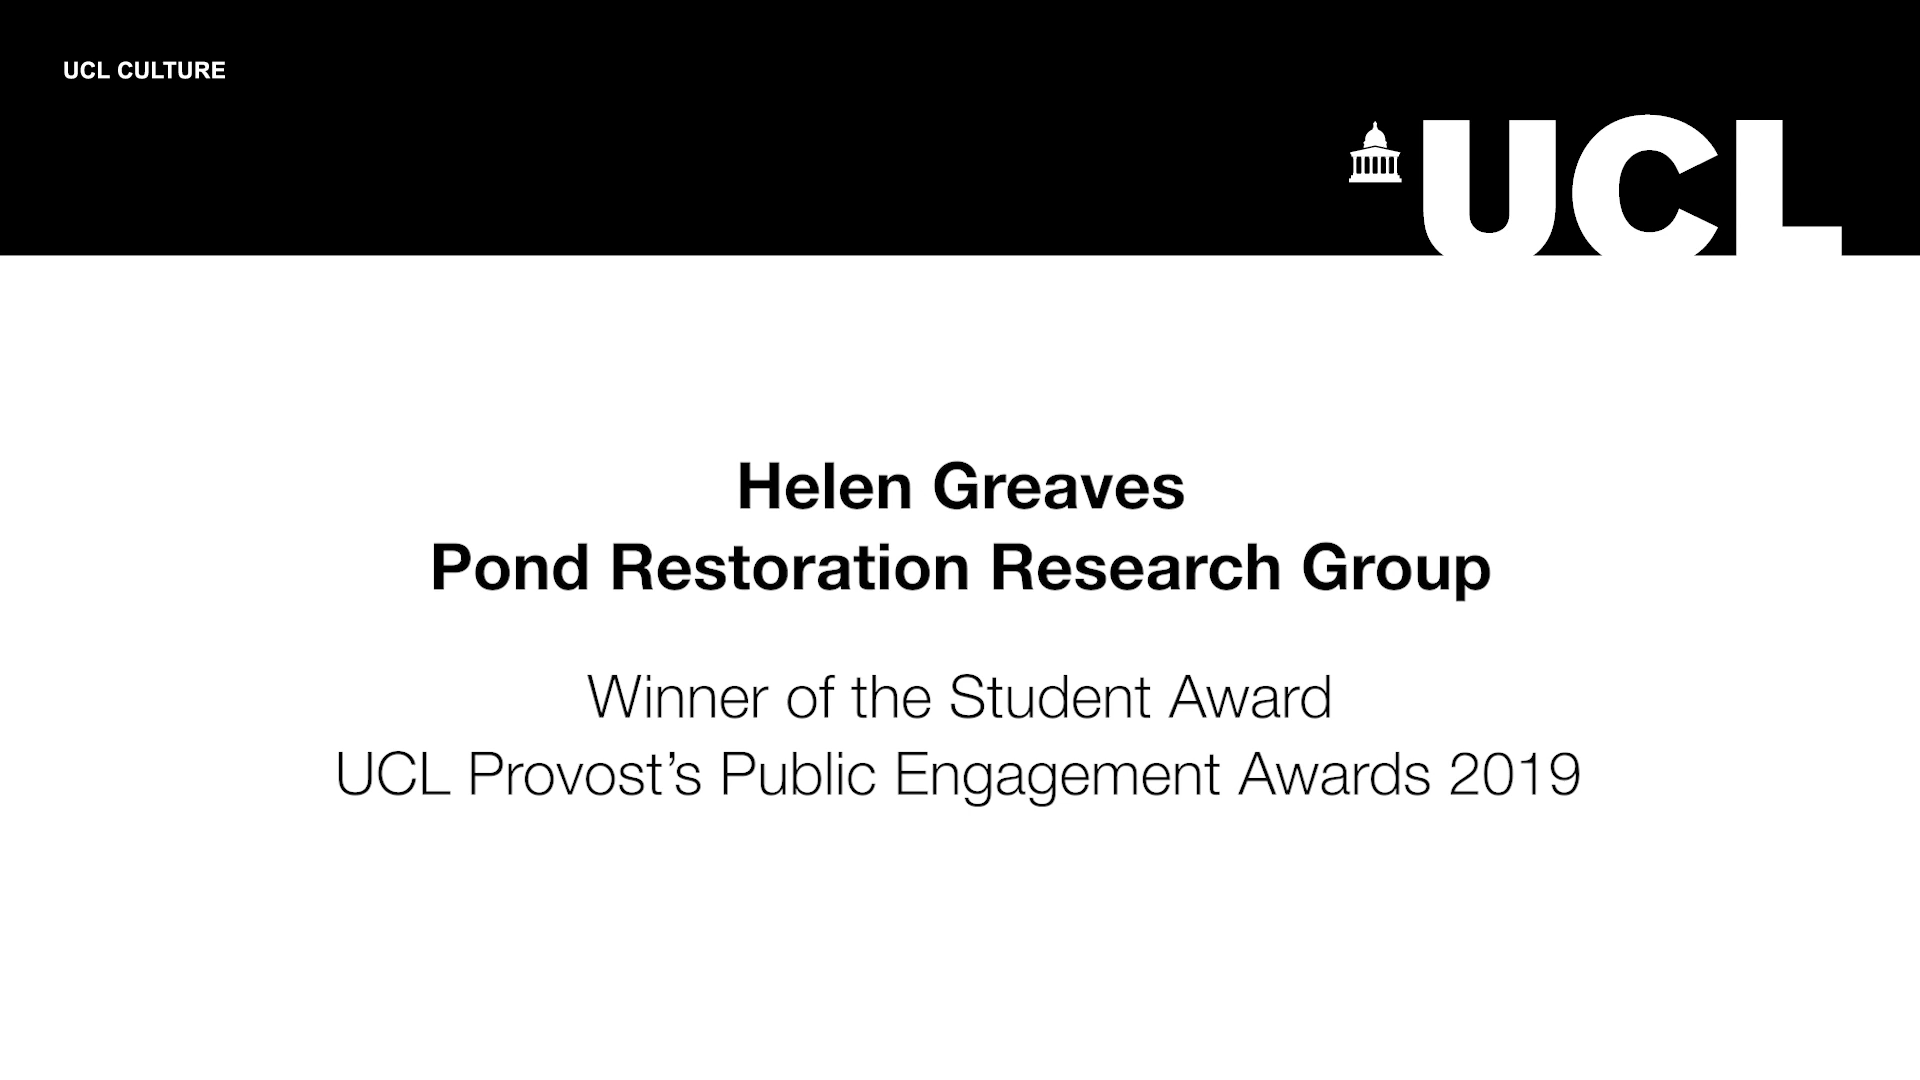 UCL CULTURE
UCL
Helen Greaves
Pond Restoration Research Group
Winner of the Student Award
UCL Provost’s Public Engagement Awards 2019